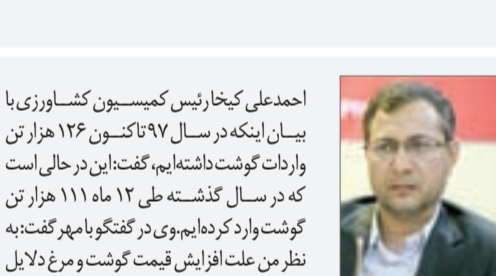 احمدعلی کیخا رئیس کمیسیون کشاورزی با
بیان اینکه در سال ۹۷ تاکنون ۱۲۶ هزار تن
واردات گوشت داشته‌ایم، گفت: این در حالی است
که در سال گذشته طی ۱۲ ماه ۱۱۱ هزار تن
گوشت وارد کرده‌ایم. وی در گفتگو با مهر گفت: به
نظر من علت افزایش قیمت گوشت و مرغ دلایل